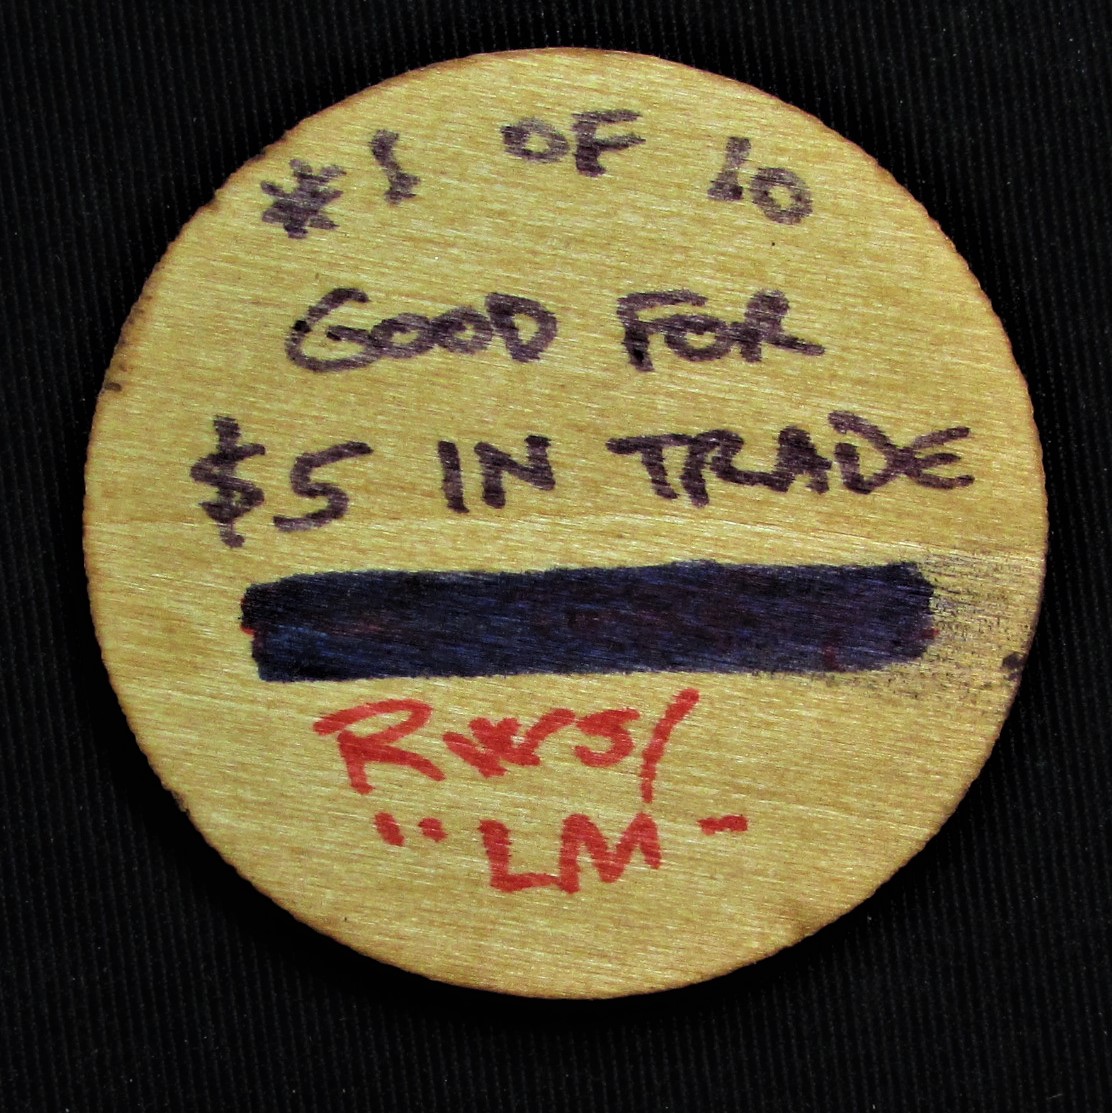 #1 OF 10
GOOD FOR
$5 IN TRADE
"LM"